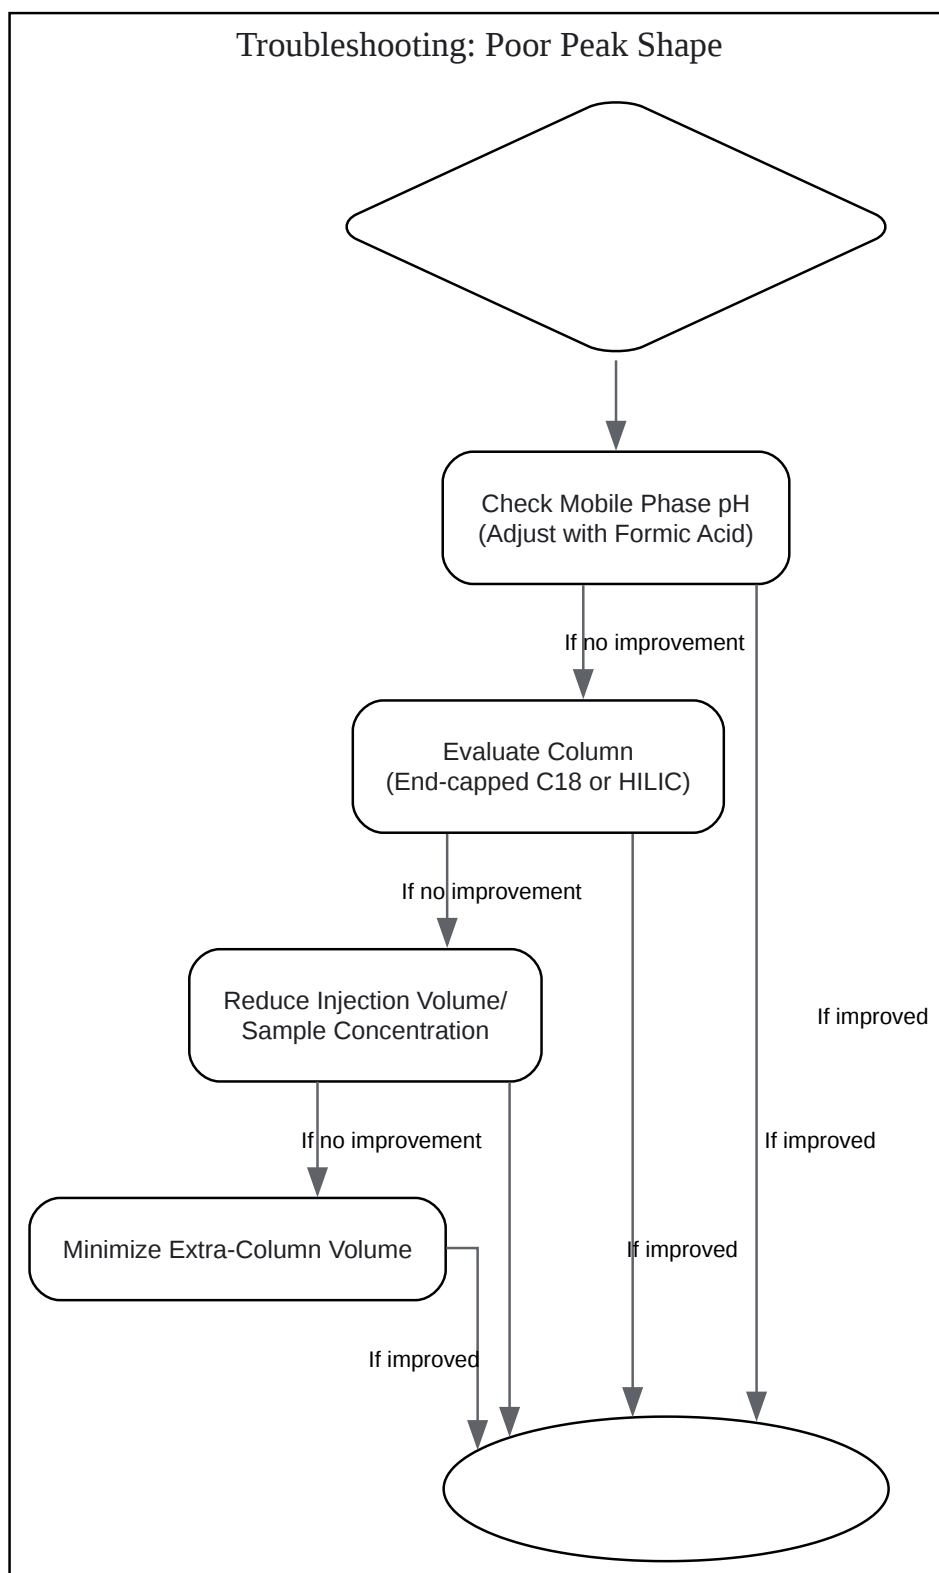 Troubleshooting: Poor Peak Shape
Check Mobile Phase pH
(Adjust with Formic Acid)
If no improvement
Evaluate Column
(End-capped C18 or HILIC)
If no improvement
Reduce Injection Volume/
Sample Concentration
If improved
If no improvement
If improved
Minimize Extra-Column Volume
If improved
If improved